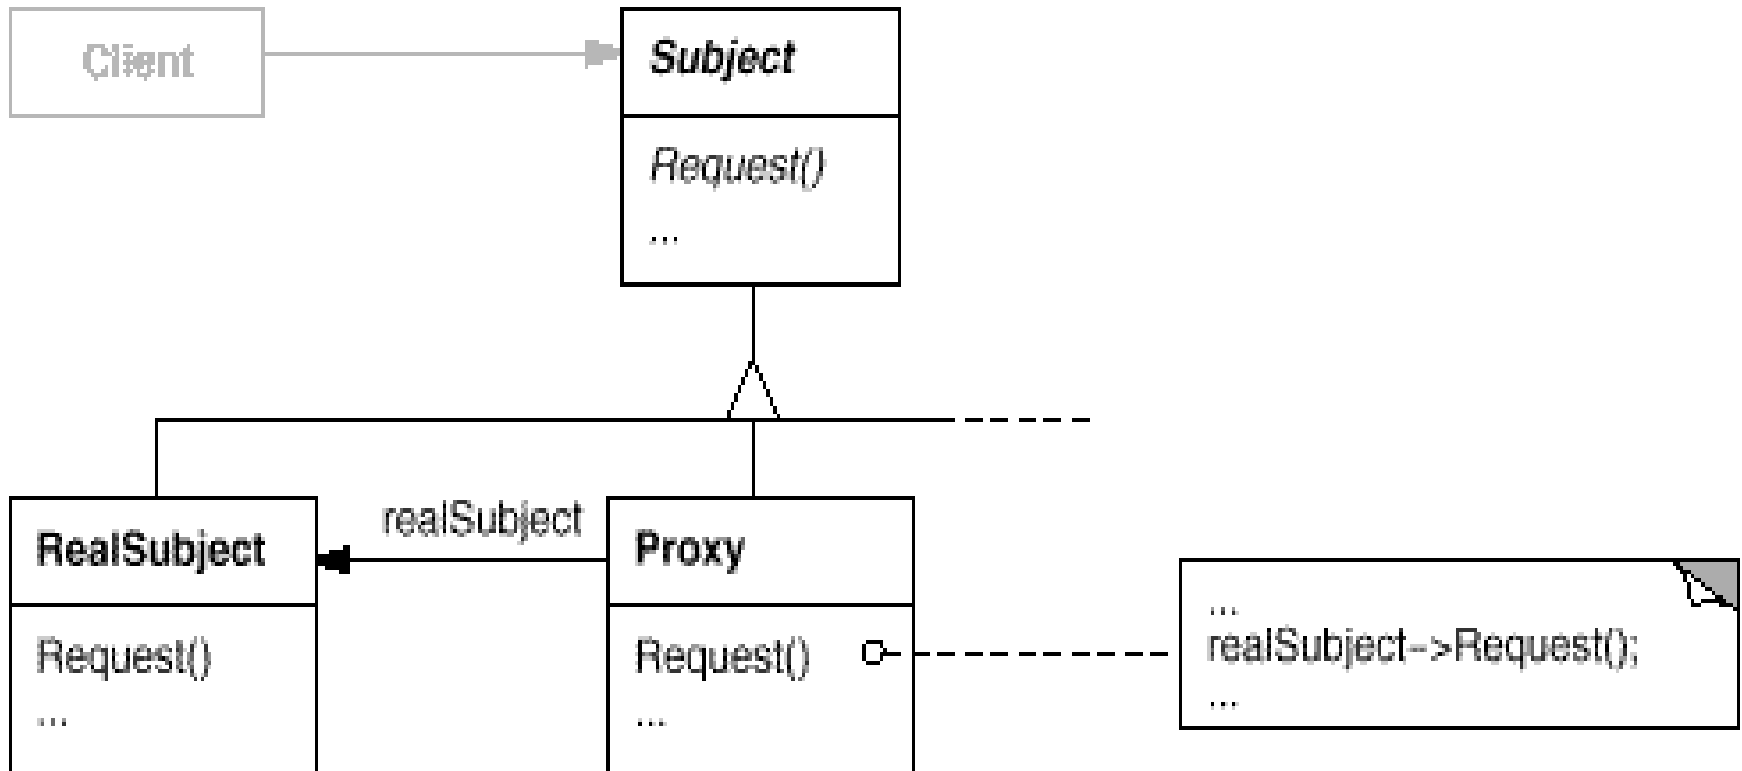 Client
Subject
Request()
...
realSubject
RealSubject
Request()
...
Proxy
Request()
...
...
realSubject->Request();
...